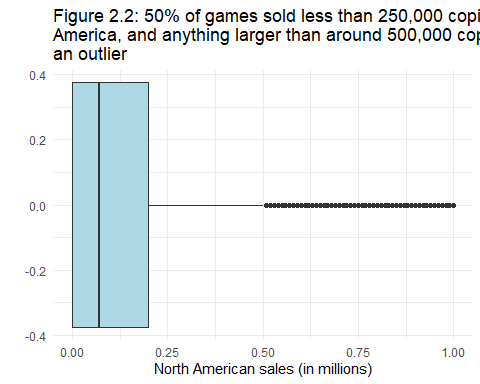 Figure 2.2: 50% of games sold less than 250,000 copi
America, and anything larger than around 500,000 cop
an outlier
0.4
0.2
0.0
-0.2
-0.4
0.00 0.25 0.50 0.75 1.00
North American sales (in millions)